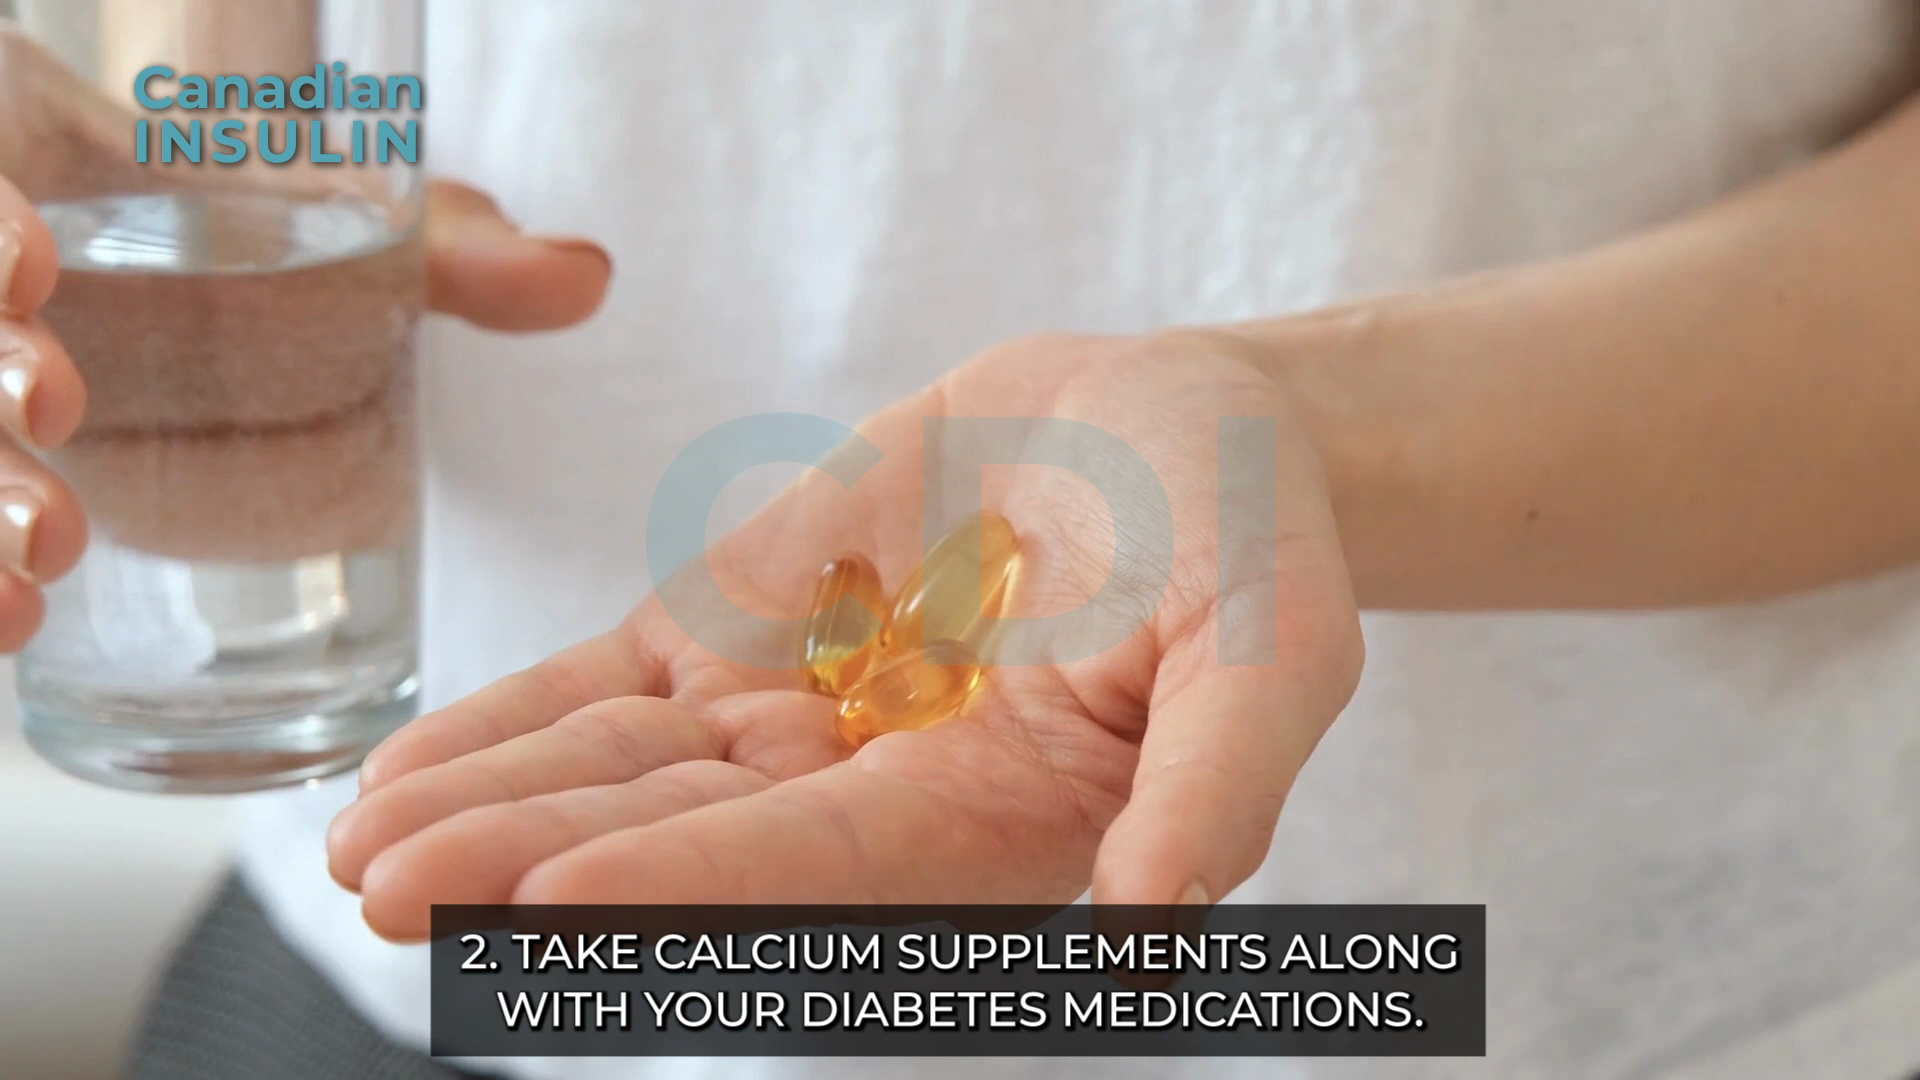 Canadian
INSULIN
CDI
2. TAKE CALCIUM SUPPLEMENTS ALONG
WITH YOUR DIABETES MEDICATIONS.